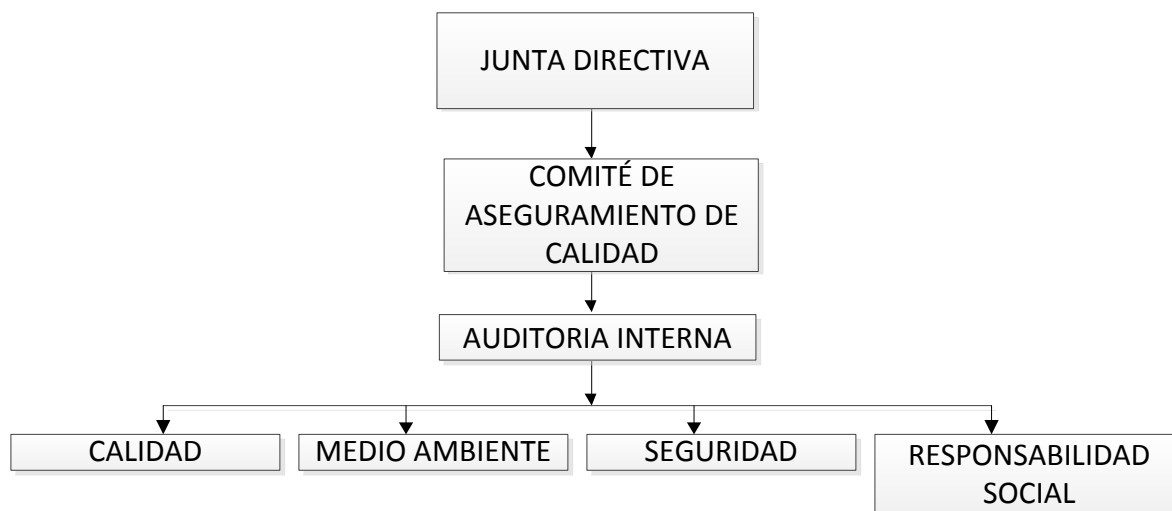 JUNTA DIRECTIVA
COMITÉ DE
ASEGURAMIENTO DE
CALIDAD
AUDITORIA INTERNA
CALIDAD
MEDIO AMBIENTE
SEGURIDAD
RESPONSABILIDAD
SOCIAL